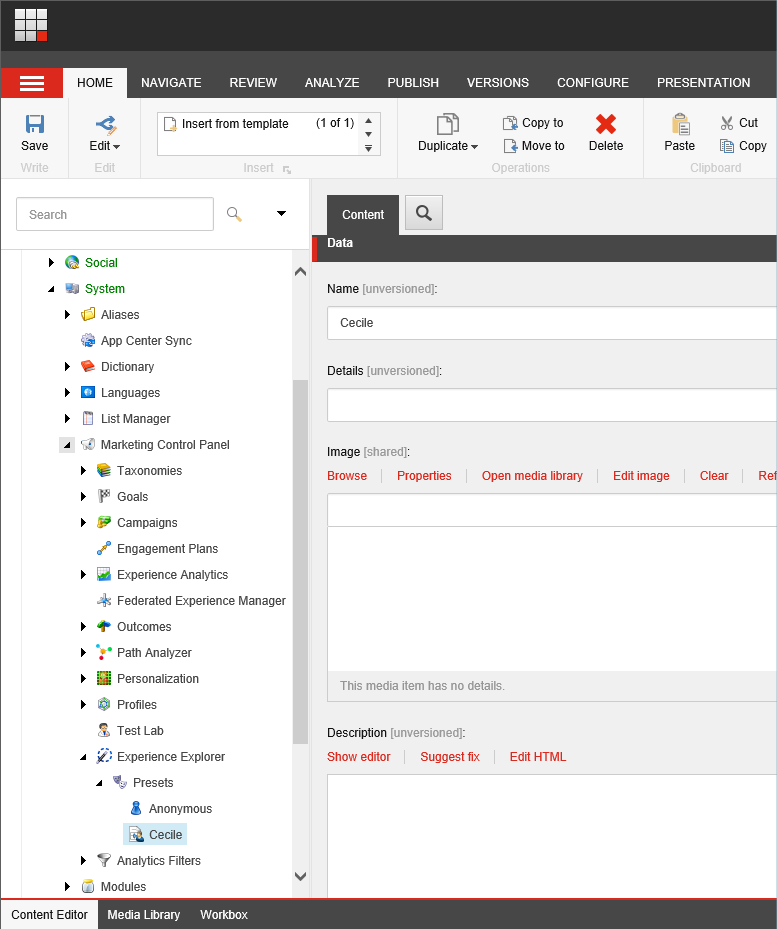 HOME NAVIGATE REVIEW ANALYZE PUBLISH VERSIONS CONFIGURE PRESENTATION
Save
Write
Edit
Edit
Insert from template (1 of 1)
Insert
Duplicate
Copy to
Move to
Delete
Operations
Paste
Cut
Copy
Clipboard
Search
Social
System
Aliases
App Center Sync
Dictionary
Languages
List Manager
Marketing Control Panel
Taxonomies
Goals
Campaigns
Engagement Plans
Experience Analytics
Federated Experience Manager
Outcomes
Path Analyzer
Personalization
Profiles
Test Lab
Experience Explorer
Presets
Anonymous
Cecile
Analytics Filters
Modules
Content
Data
Name [unversioned]:
Cecile
Details [unversioned]:
Image [shared]:
Browse Properties Open media library Edit image Clear Ref
This media item has no details.
Description [unversioned]:
Show editor Suggest fix Edit HTML
Content Editor Media Library Workbox